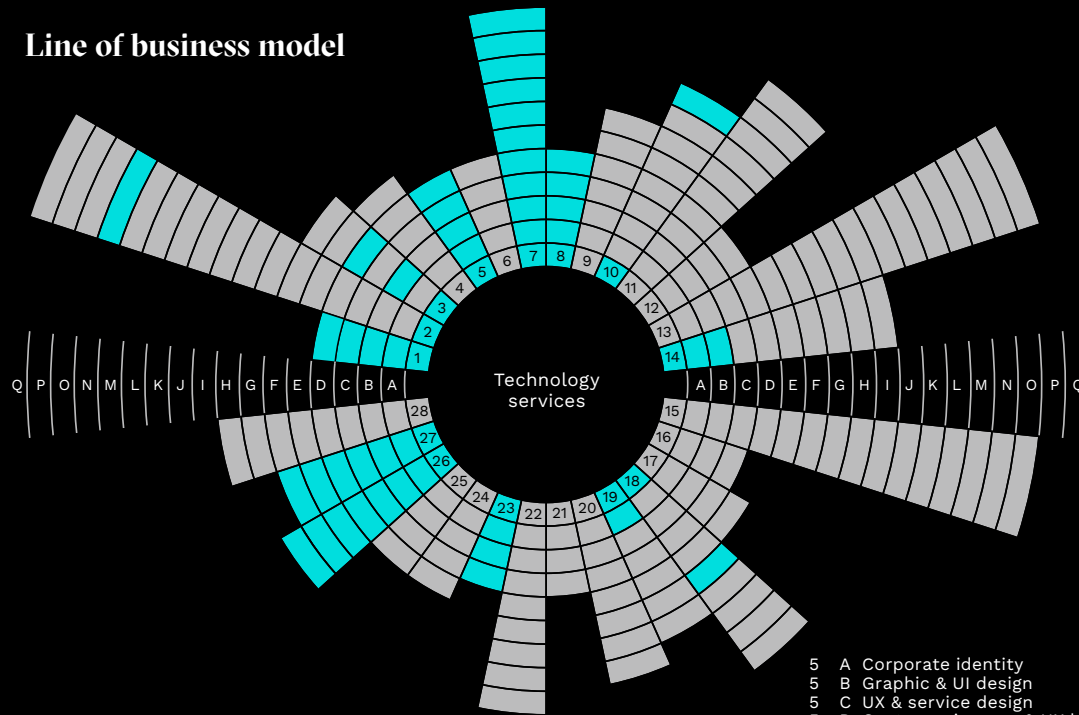 Line of business model
7 8
6 9
5 10
4 11
3 12
2 13
1 14
Technology
services
Q P O N M L K J I H G F E D C B A A B C D E F G H I J K L M N O P Q
28 15
27 16
26 17
25 18
24 19
23 20
22 21
5 A Corporate identity
5 B Graphic & UI design
5 C UX & service design